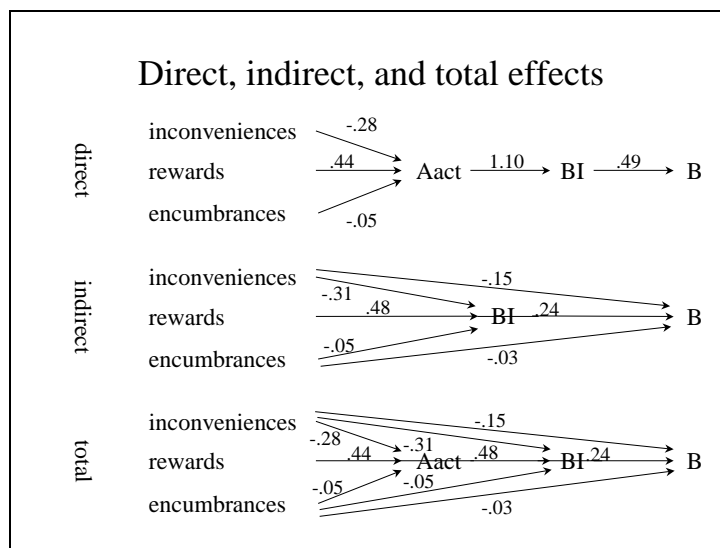 Direct, indirect, and total effects
direct
inconveniences -.28
rewards .44 Aact 1.10 BI .49 B
encumbrances -.05
indirect
inconveniences -.15
-.31
rewards .48 BI .24 B
-.05
encumbrances -.03
total
inconveniences -.15
-.28 -.31
rewards .44 Aact .48 BI .24 B
-.05 -.05
encumbrances -.03